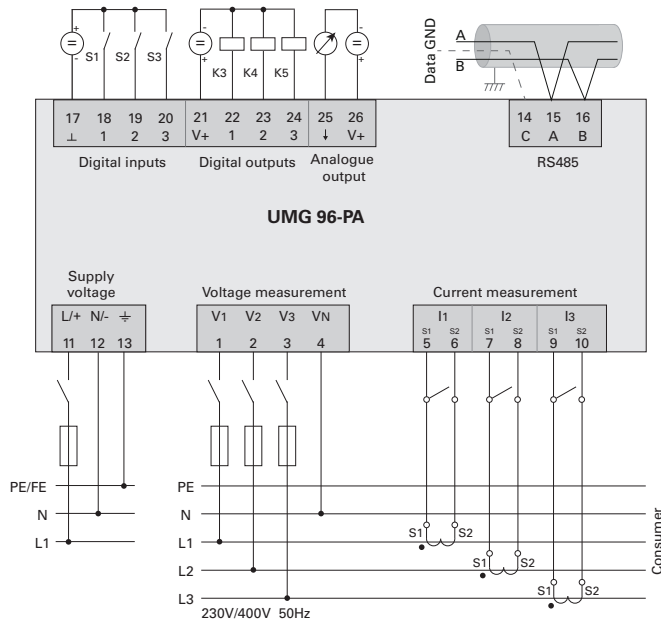 +
-
S1
S2
S3
-
+
K3
K4
K5
-
+
Data GND
A
B
17 18 19 20
⊥ 1 2 3
21 22 23 24
V+ 1 2 3
25 26
↓ V+
14 15 16
C A B
Digital inputs
Digital outputs
Analogue
output
RS485
UMG 96-PA
Supply
voltage
Voltage measurement
Current measurement
L/+ N/-
11 12 13
V1 V2 V3 VN
1 2 3 4
I1 I2 I3
S1 S2 S1 S2 S1 S2
5 6 7 8 9 10
PE/FE
N
L1
PE
N
L1
L2
L3
S1 S2
S1 S2
S1 S2
Consumer
230V/400V 50Hz